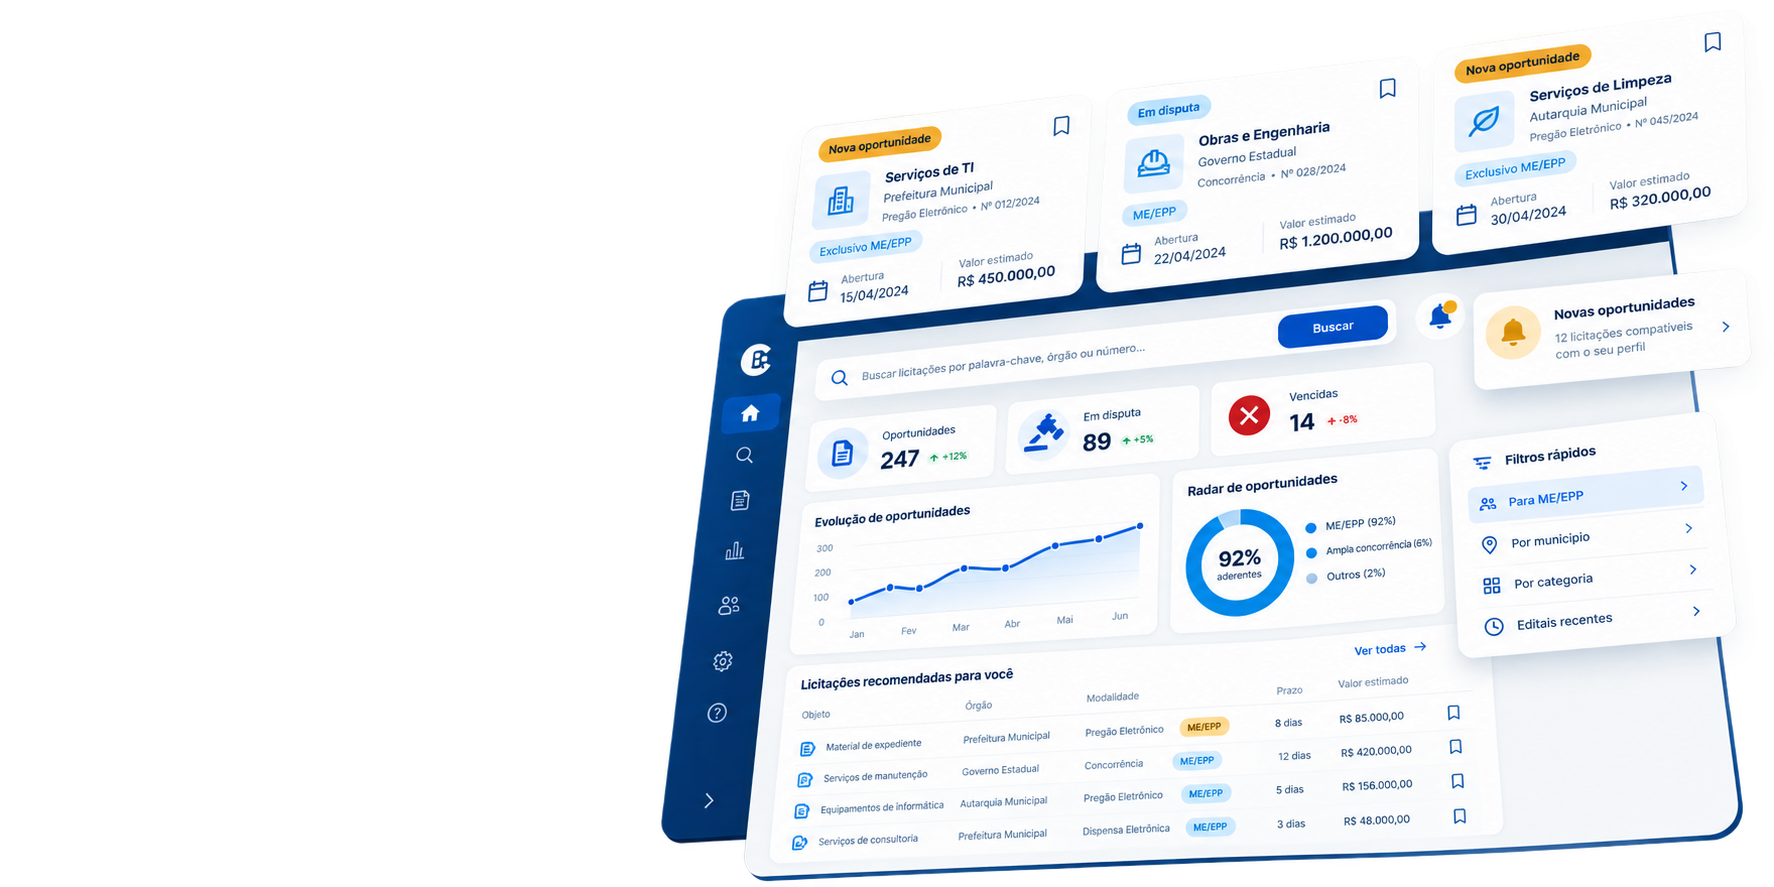 Nova oportunidade
Serviços de TI
Prefeitura Municipal
Pregão Eletrônico • Nº 012/2024
Exclusivo ME/EPP
Abertura
15/04/2024
Valor estimado
R$ 450.000,00
Em disputa
Obras e Engenharia
Governo Estadual
Concorrência • Nº 028/2024
ME/EPP
Abertura
22/04/2024
Valor estimado
R$ 1.200.000,00
Nova oportunidade
Serviços de Limpeza
Autarquia Municipal
Pregão Eletrônico • Nº 045/2024
Exclusivo ME/EPP
Abertura
30/04/2024
Valor estimado
R$ 320.000,00
Buscar licitações por palavra-chave, órgão ou número...
Buscar
Novas oportunidades
12 licitações compativeis
com o seu perfil
Oportunidades
247 +12%
Em disputa
89 +5%
Vencidas
14 -8%
Evolução de oportunidades
300
200
100
0
Jan Fev Mar Abr Mai Jun
Radar de oportunidades
92%
aderentes
ME/EPP (92%)
Ampla concorrência (6%)
Outros (2%)
Filtros rápidos
Para ME/EPP
Por municipio
Por categoria
Editais recentes
Licitações recomendadas para você
Ver todas →
Objeto Órgão Modalidade Prazo Valor estimado
Material de expediente Prefeitura Municipal Pregão Eletrônico ME/EPP 8 dias R$ 85.000,00
Serviços de manutenção Governo Estadual Concorrência ME/EPP 12 dias R$ 420.000,00
Equipamentos de informática Autarquia Municipal Pregão Eletrônico ME/EPP 5 dias R$ 156.000,00
Serviços de consultoria Prefeitura Municipal Dispensa Eletrônica ME/EPP 3 dias R$ 48.000,00